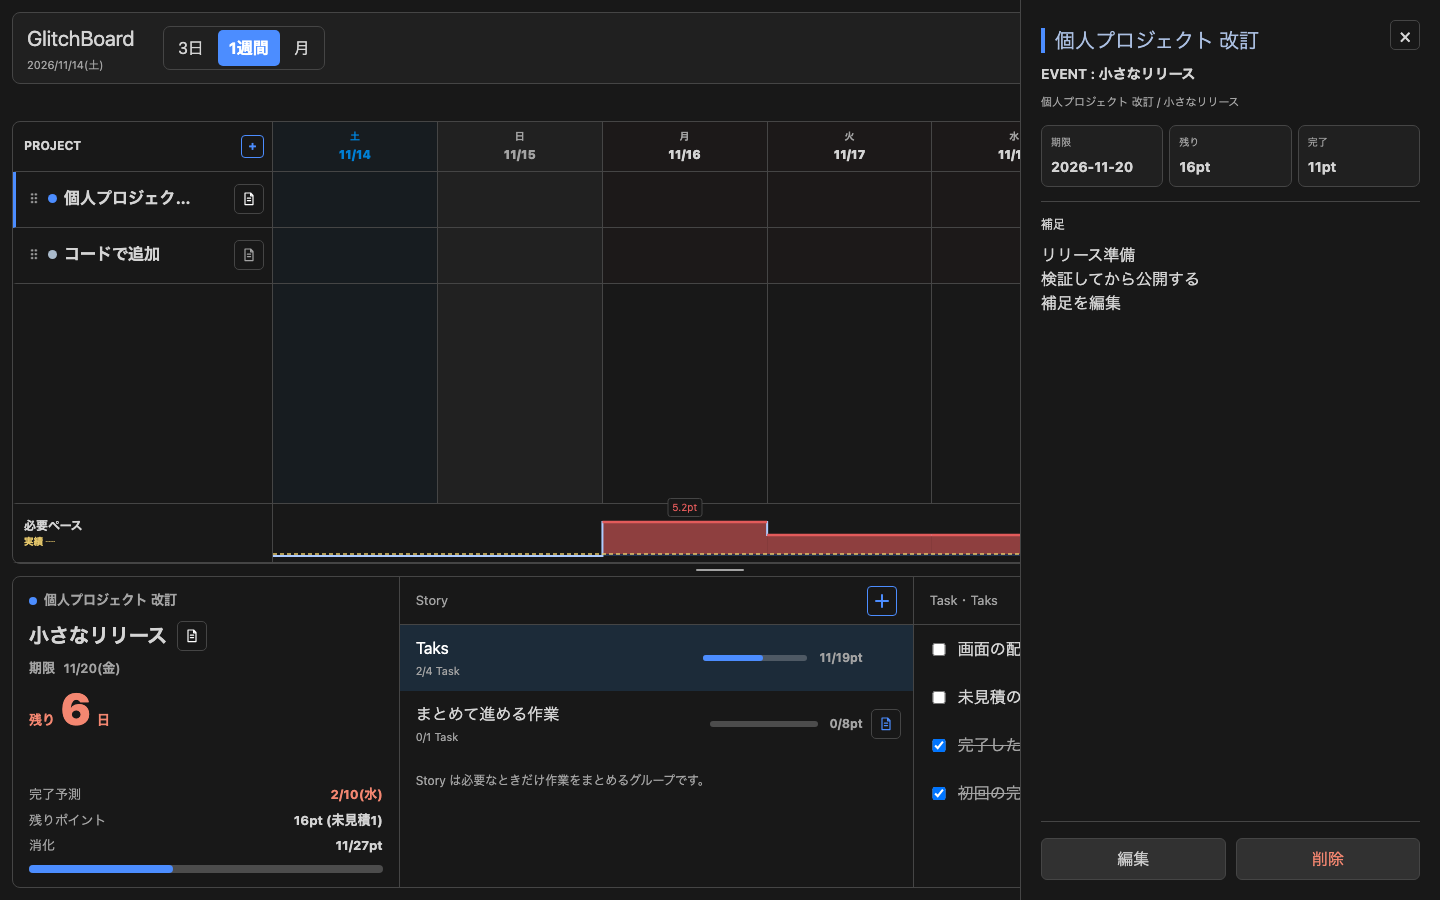 GlitchBoard
2026/11/14(土)
3日 1週間 月
PROJECT
土 11/14
日 11/15
月 11/16
火 11/17
水
個人プロジェク...
コードで追加
5.2pt
必要ペース
実績 —
個人プロジェクト 改訂
小さなリリース
期限 11/20(金)
残り 6 日
完了予測 2/10(水)
残りポイント 16pt (未見積1)
消化 11/27pt
Story
Taks
2/4 Task
11/19pt
まとめて進める作業
0/1 Task
0/8pt
Story は必要なときだけ作業をまとめるグループです。
Task・Taks
画面の配
未見積の
完了した
初回の完
個人プロジェクト 改訂
EVENT : 小さなリリース
個人プロジェクト 改訂 / 小さなリリース
期限
2026-11-20
残り
16pt
完了
11pt
補足
リリース準備
検証してから公開する
補足を編集
編集
削除